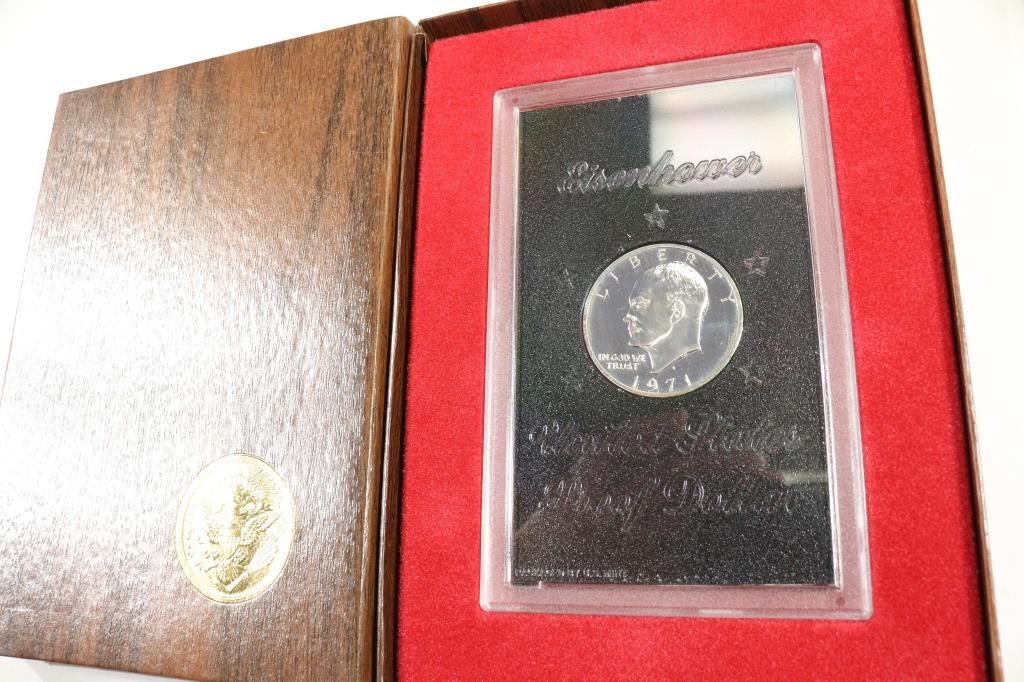 Eisenhower
LIBERTY
IN GOD WE
TRUST
1971
United States
Proof Dollar